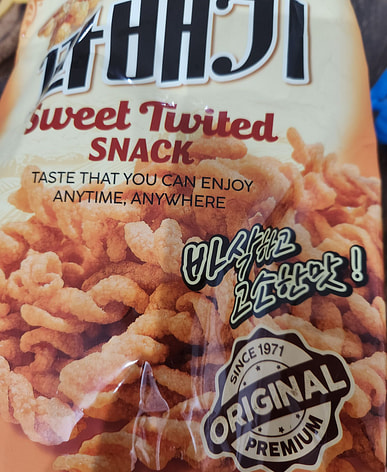 꽈배기
Sweet Twited
SNACK
TASTE THAT YOU CAN ENJOY
ANYTIME, ANYWHERE
바삭하고
고소한맛!
SINCE 1971
ORIGINAL
PREMIUM